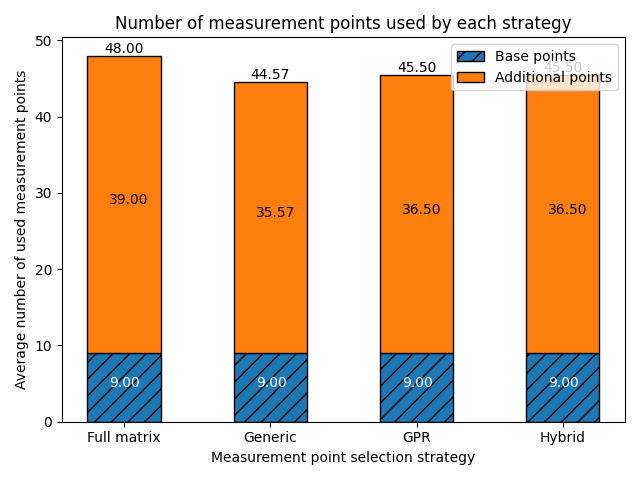 Number of measurement points used by each strategy
Average number of used measurement points
50
40
30
20
10
0
48.00
44.57
45.50
45.50
Base points
Additional points
39.00
35.57
36.50
36.50
9.00
9.00
9.00
9.00
Full matrix
Generic
GPR
Hybrid
Measurement point selection strategy